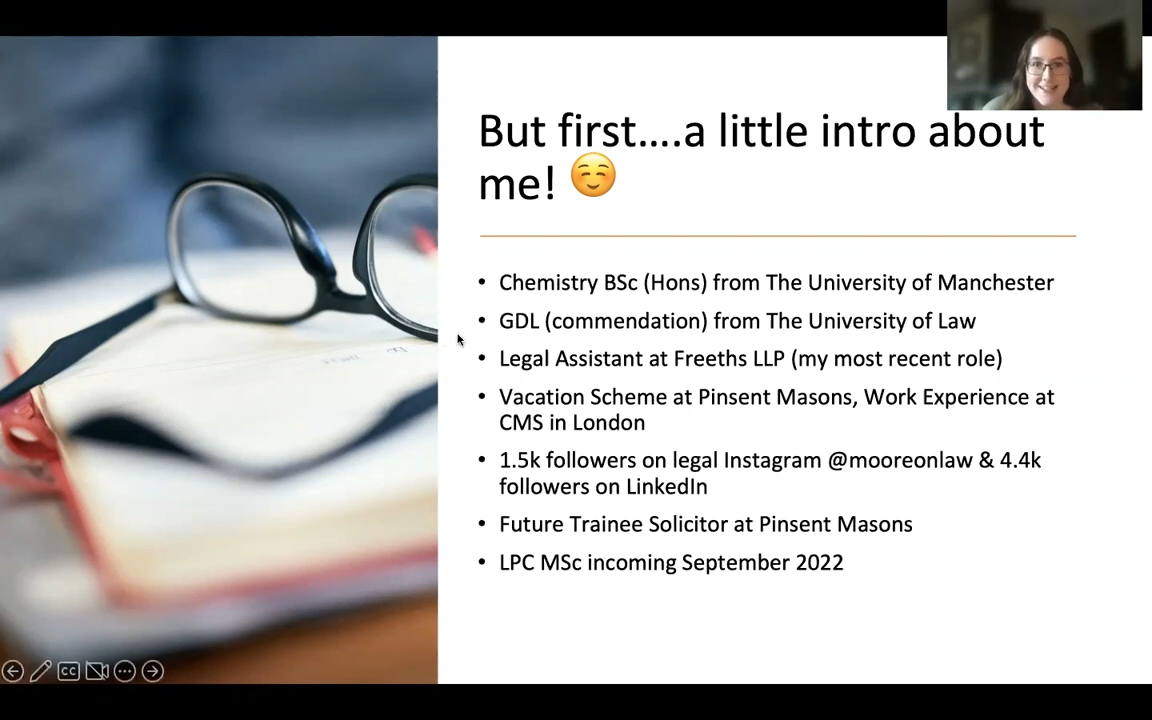 But first....a little intro about
me! ☺️
• Chemistry BSc (Hons) from The University of Manchester
• GDL (commendation) from The University of Law
• Legal Assistant at Freeths LLP (my most recent role)
• Vacation Scheme at Pinsent Masons, Work Experience at
CMS in London
• 1.5k followers on legal Instagram @mooreonlaw & 4.4k
followers on LinkedIn
• Future Trainee Solicitor at Pinsent Masons
• LPC MSc incoming September 2022
CC